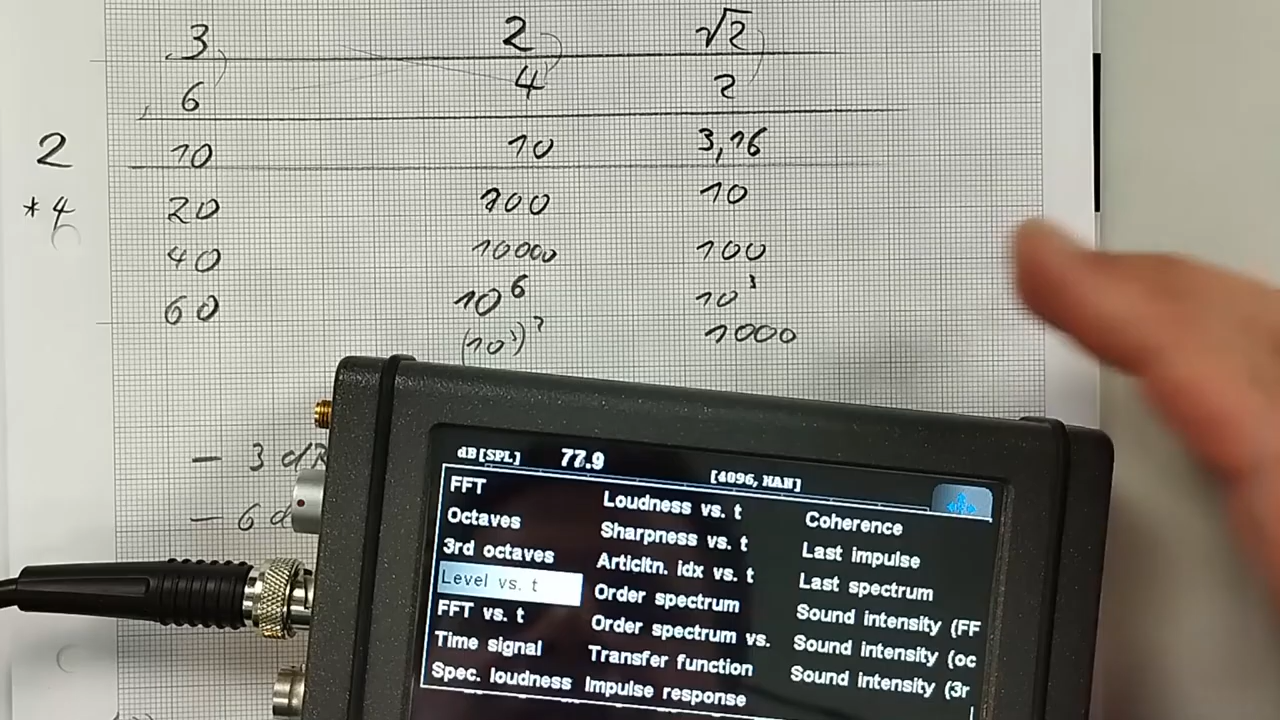 3 2 √2
6 4 2
2 10 10 3,16
*4 20 100 10
40 10000 100
60 10⁶ 10³
(10³)² 1000
- 3 dB
- 6 d
dB[SPL] 77.9 [4096, HAN]
FFT Loudness vs. t Coherence
Octaves Sharpness vs. t Last impulse
3rd octaves Articltn. idx vs. t Last spectrum
Level vs. t Order spectrum Sound intensity (FF
FFT vs. t Order spectrum vs. Sound intensity (oc
Time signal Transfer function Sound intensity (3r
Spec. loudness Impulse response